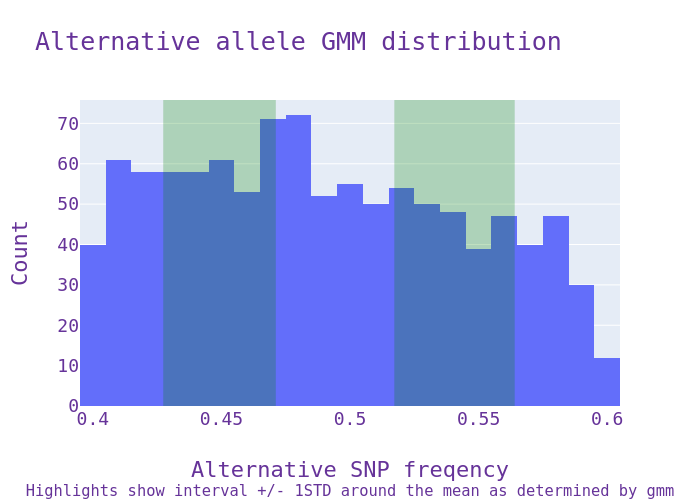 Alternative allele GMM distribution
70
60
50
40
30
20
10
0
Count
0.4 0.45 0.5 0.55 0.6
Alternative SNP freqency
Highlights show interval +/- 1STD around the mean as determined by gmm